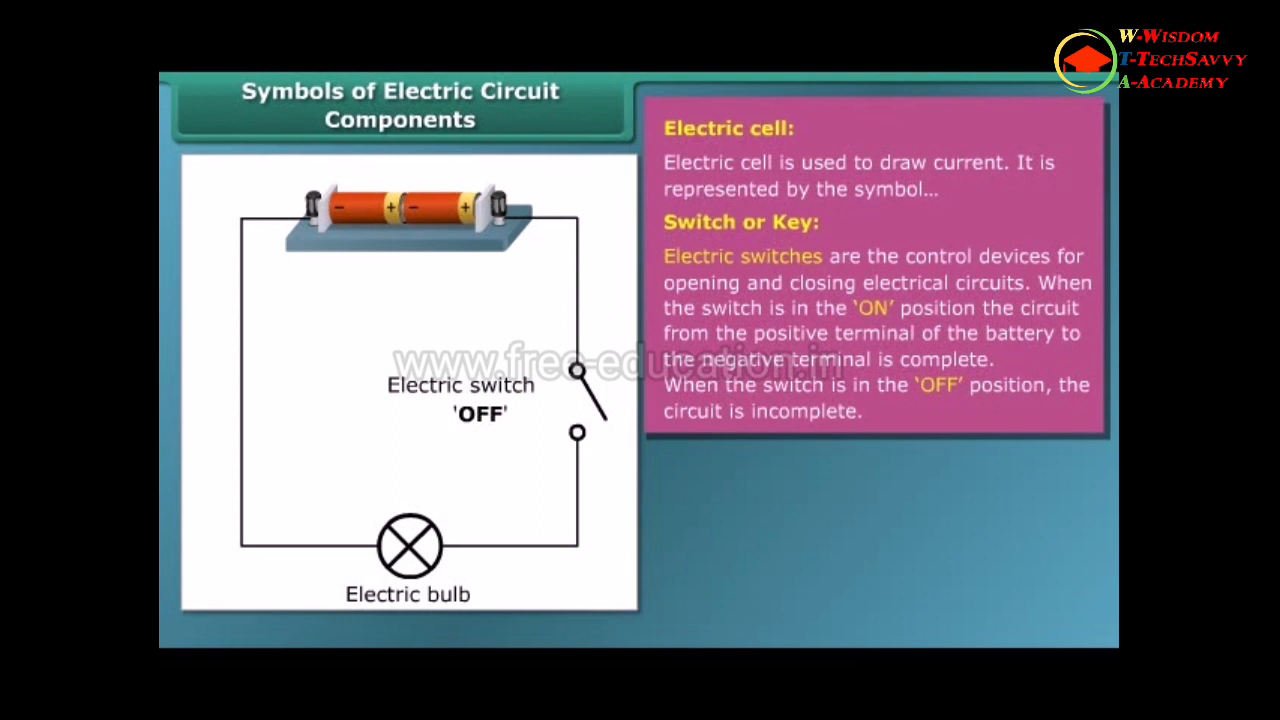 W-Wisdom
T-TechSavvy
A-Academy
Symbols of Electric Circuit
Components
Electric cell:
Electric cell is used to draw current. It is
represented by the symbol...
Switch or Key:
Electric switches are the control devices for
opening and closing electrical circuits. When
the switch is in the ‘ON’ position the circuit
from the positive terminal of the battery to
the negative terminal is complete.
When the switch is in the ‘OFF’ position, the
circuit is incomplete.
- + - +
www.free-education.in
Electric switch
'OFF'
Electric bulb